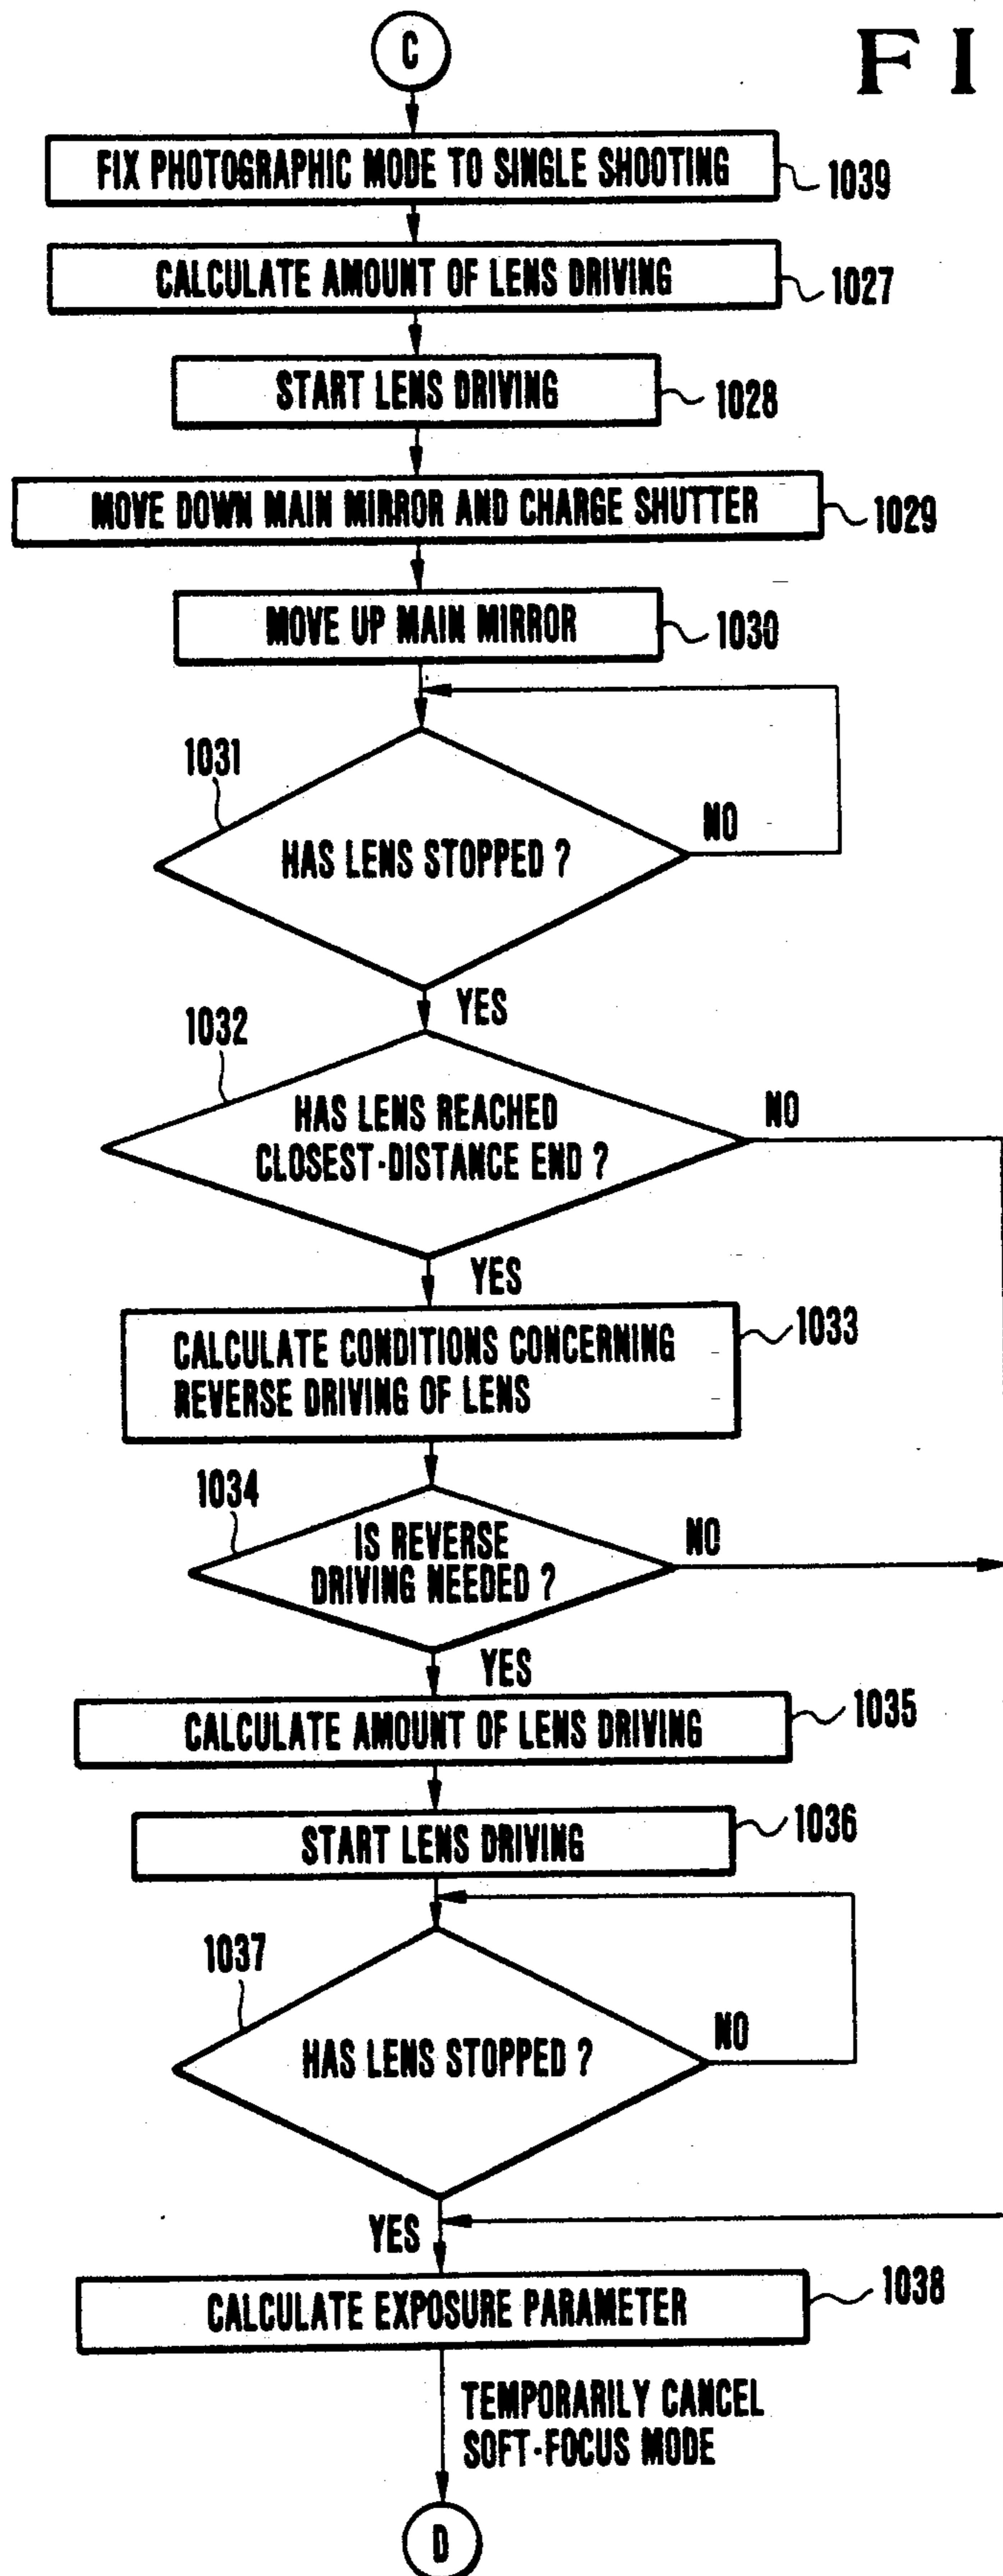 C
FI
FIX PHOTOGRAPHIC MODE TO SINGLE SHOOTING
1039
CALCULATE AMOUNT OF LENS DRIVING
1027
START LENS DRIVING
1028
MOVE DOWN MAIN MIRROR AND CHARGE SHUTTER
1029
MOVE UP MAIN MIRROR
1030
1031
HAS LENS STOPPED ?
NO
YES
1032
HAS LENS REACHED
CLOSEST-DISTANCE END ?
NO
YES
CALCULATE CONDITIONS CONCERNING
REVERSE DRIVING OF LENS
1033
1034
IS REVERSE
DRIVING NEEDED ?
NO
YES
CALCULATE AMOUNT OF LENS DRIVING
1035
START LENS DRIVING
1036
1037
HAS LENS STOPPED ?
NO
YES
CALCULATE EXPOSURE PARAMETER
1038
TEMPORARILY CANCEL
SOFT-FOCUS MODE
D